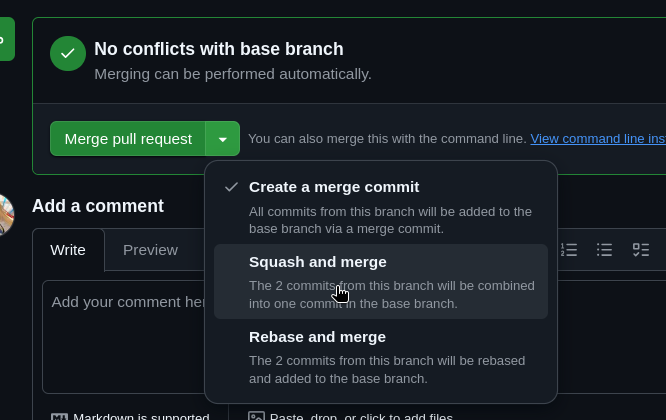 No conflicts with base branch
Merging can be performed automatically.
Merge pull request
You can also merge this with the command line. View command line
Create a merge commit
All commits from this branch will be added to the
base branch via a merge commit.
Squash and merge
The 2 commits from this branch will be combined
into one commit in the base branch.
Rebase and merge
The 2 commits from this branch will be rebased
and added to the base branch.
Add a comment
Write Preview
Add your comment
Markdown is supported
Paste, drop, or click to add files